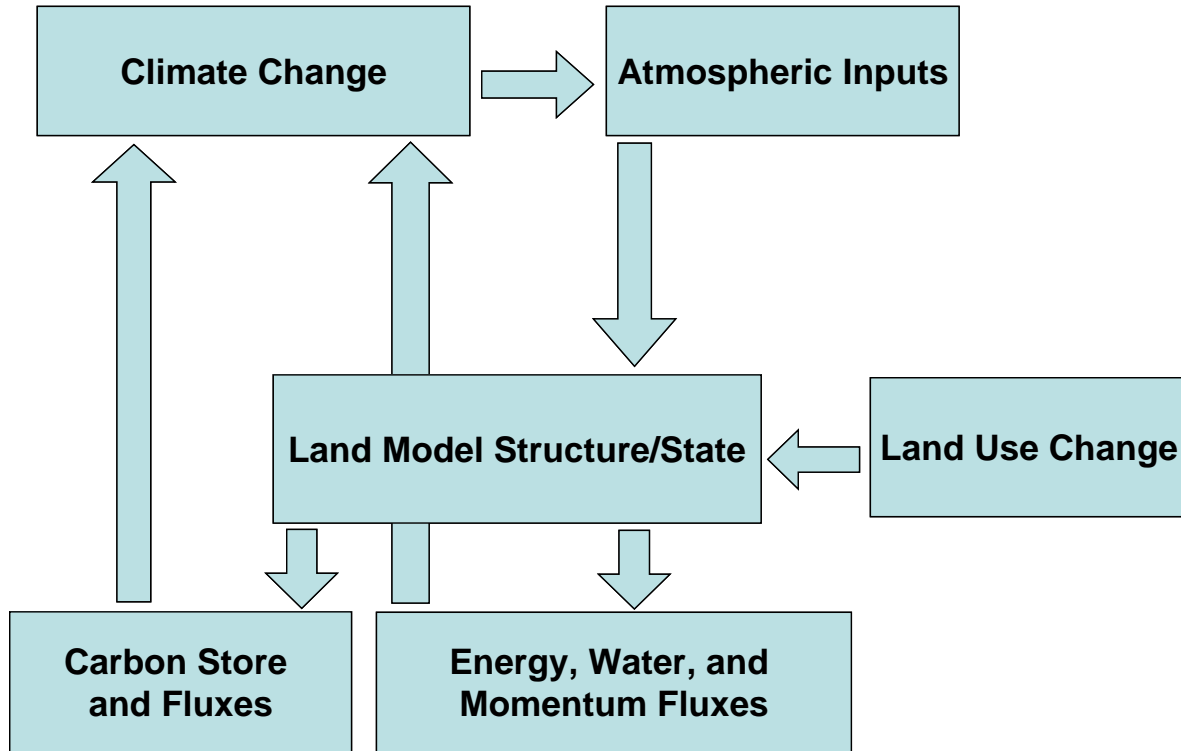 Climate Change
Atmospheric Inputs
Land Model Structure/State
Land Use Change
Carbon Store
and Fluxes
Energy, Water, and
Momentum Fluxes